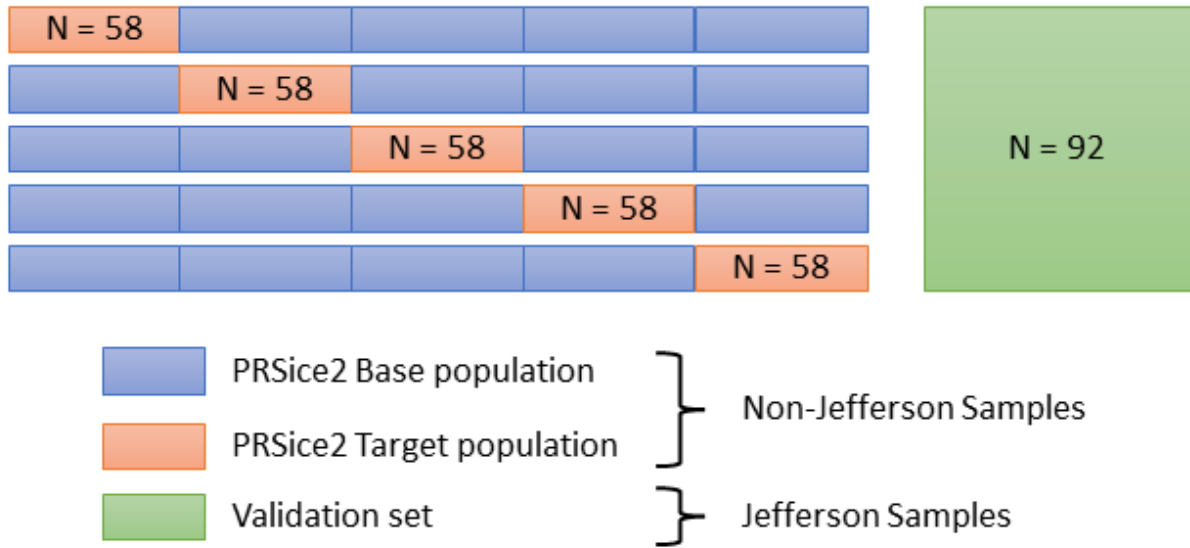 N = 58
N = 58
N = 58
N = 92
N = 58
N = 58
PRSice2 Base population
Non-Jefferson Samples
PRSice2 Target population
Validation set
Jefferson Samples